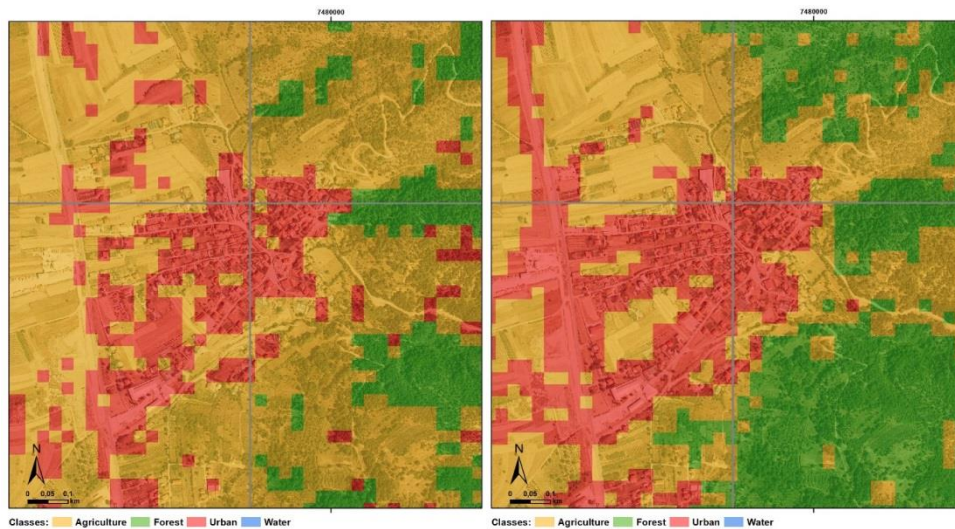 7480000
7480000
N
0 0,05 0,1
km
N
0 0,05 0,1
km
Classes: Agriculture Forest Urban Water
Classes: Agriculture Forest Urban Water